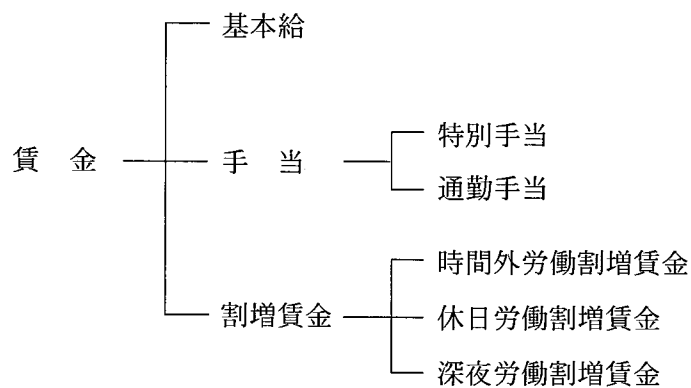 基本給
賃 金
手 当
特別手当
通勤手当
割増賃金
時間外労働割増賃金
休日労働割増賃金
深夜労働割増賃金